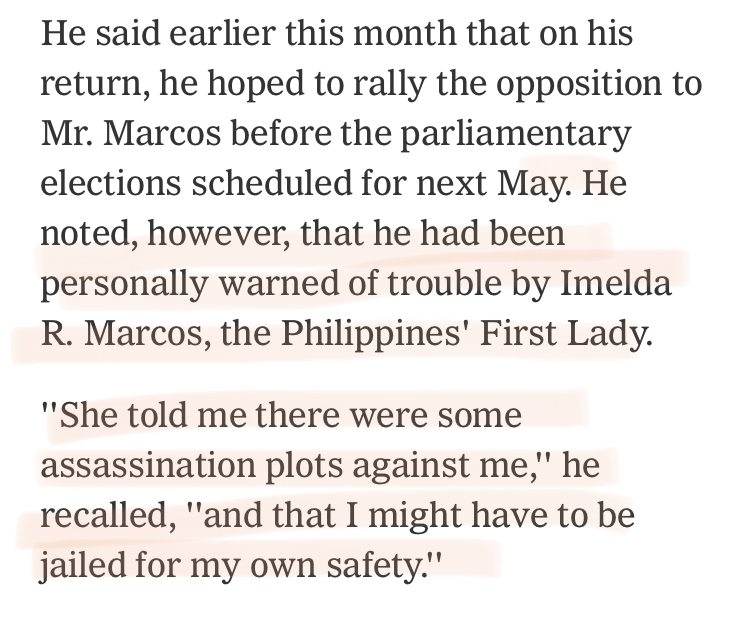 He said earlier this month that on his
return, he hoped to rally the opposition to
Mr. Marcos before the parliamentary
elections scheduled for next May. He
noted, however, that he had been
personally warned of trouble by Imelda
R. Marcos, the Philippines' First Lady.
''She told me there were some
assassination plots against me,'' he
recalled, ''and that I might have to be
jailed for my own safety.''